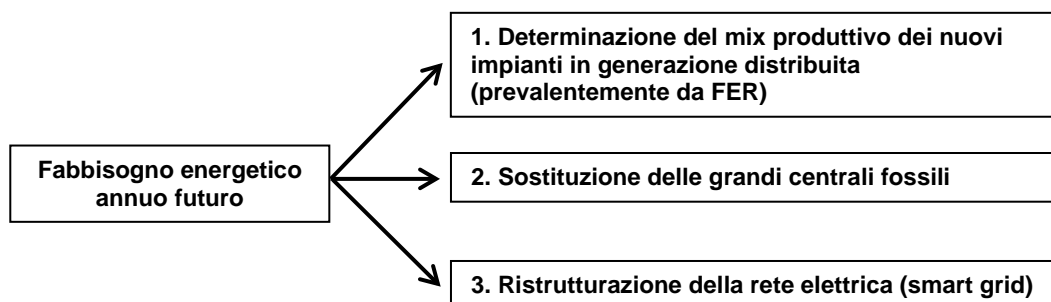 Fabbisogno energetico
annuo futuro
1. Determinazione del mix produttivo dei nuovi
impianti in generazione distribuita
(prevalentemente da FER)
2. Sostituzione delle grandi centrali fossili
3. Ristrutturazione della rete elettrica (smart grid)